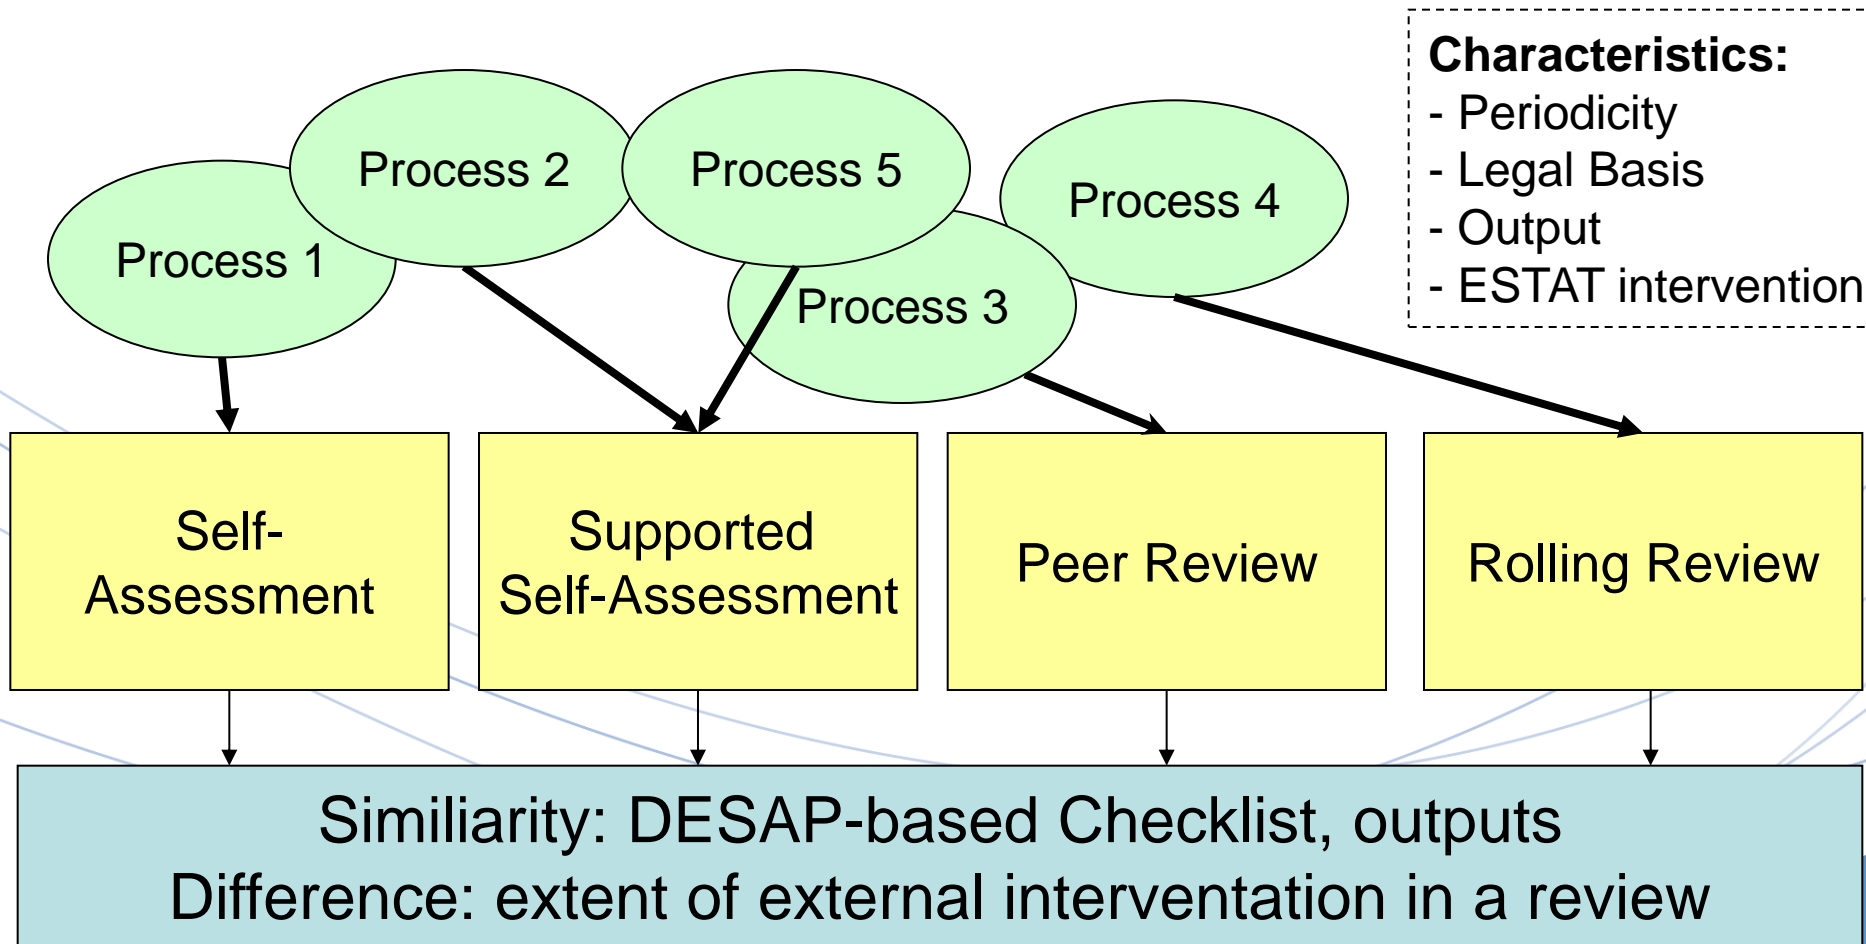 Characteristics:
- Periodicity
- Legal Basis
- Output
- ESTAT intervention
Process 1
Process 2
Process 5
Process 3
Process 4
Self-
Assessment
Supported
Self-Assessment
Peer Review
Rolling Review
Similiarity: DESAP-based Checklist, outputs
Difference: extent of external interventation in a review